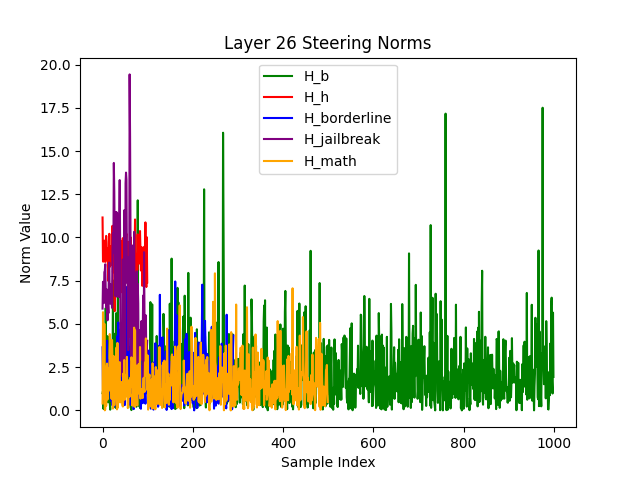 Layer 26 Steering Norms
H_b
H_h
H_borderline
H_jailbreak
H_math
Norm Value
20.0
17.5
15.0
12.5
10.0
7.5
5.0
2.5
0.0
0
200
400
600
800
1000
Sample Index